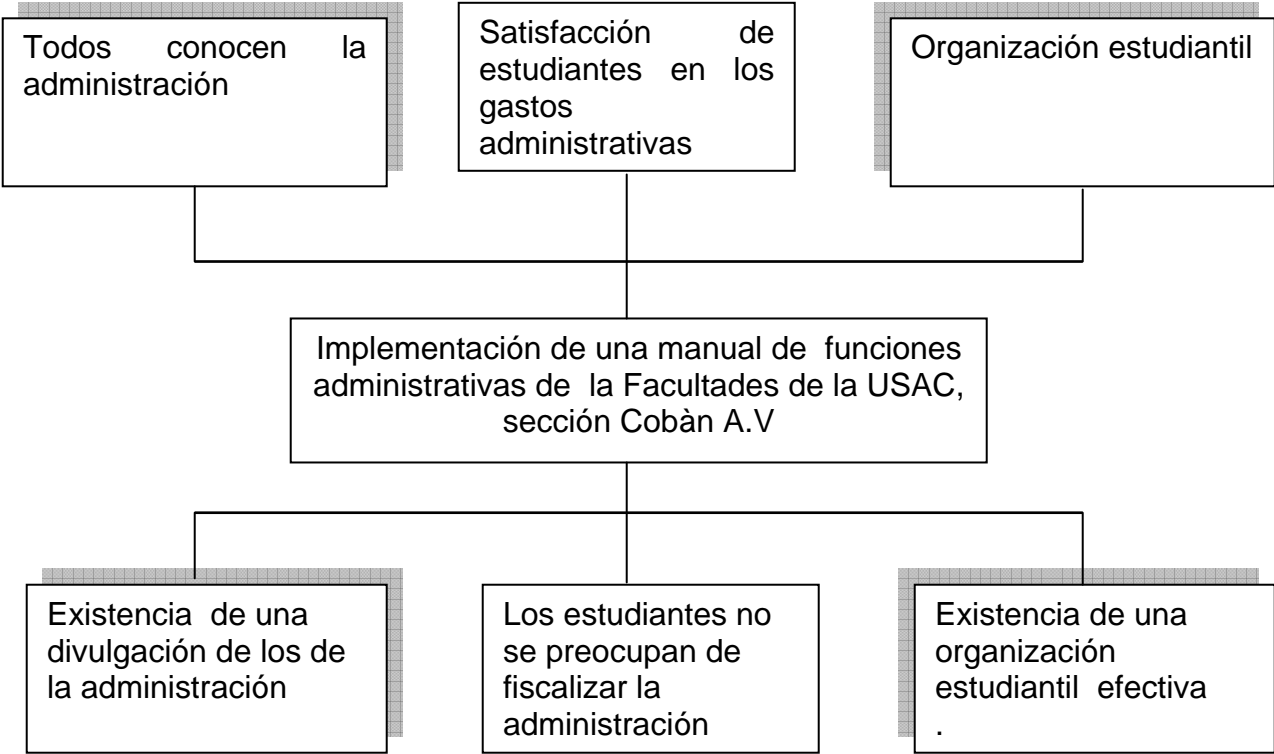 Todos conocen la
administración
Satisfacción de
estudiantes en los
gastos
administrativas
Organización estudiantil
Implementación de una manual de funciones
administrativas de la Facultades de la USAC,
sección Cobàn A.V
Existencia de una
divulgación de los de
la administración
Los estudiantes no
se preocupan de
fiscalizar la
administración
Existencia de una
organización
estudiantil efectiva
.